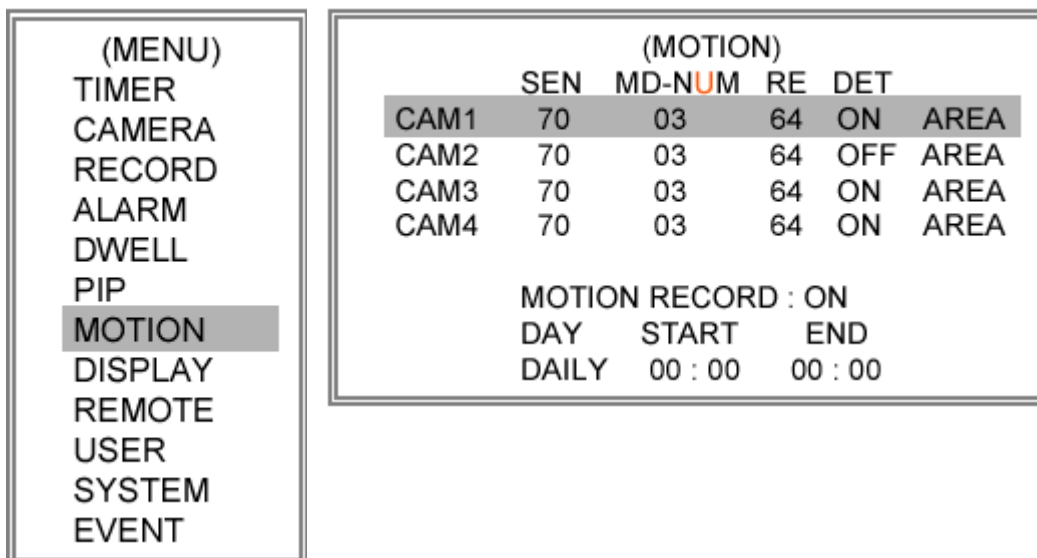 (MENU)
TIMER
CAMERA
RECORD
ALARM
DWELL
PIP
MOTION
DISPLAY
REMOTE
USER
SYSTEM
EVENT
(MOTION)
SEN MD-NUM RE DET
CAM1 70 03 64 ON AREA
CAM2 70 03 64 OFF AREA
CAM3 70 03 64 ON AREA
CAM4 70 03 64 ON AREA
MOTION RECORD : ON
DAY START END
DAILY 00 : 00 00 : 00